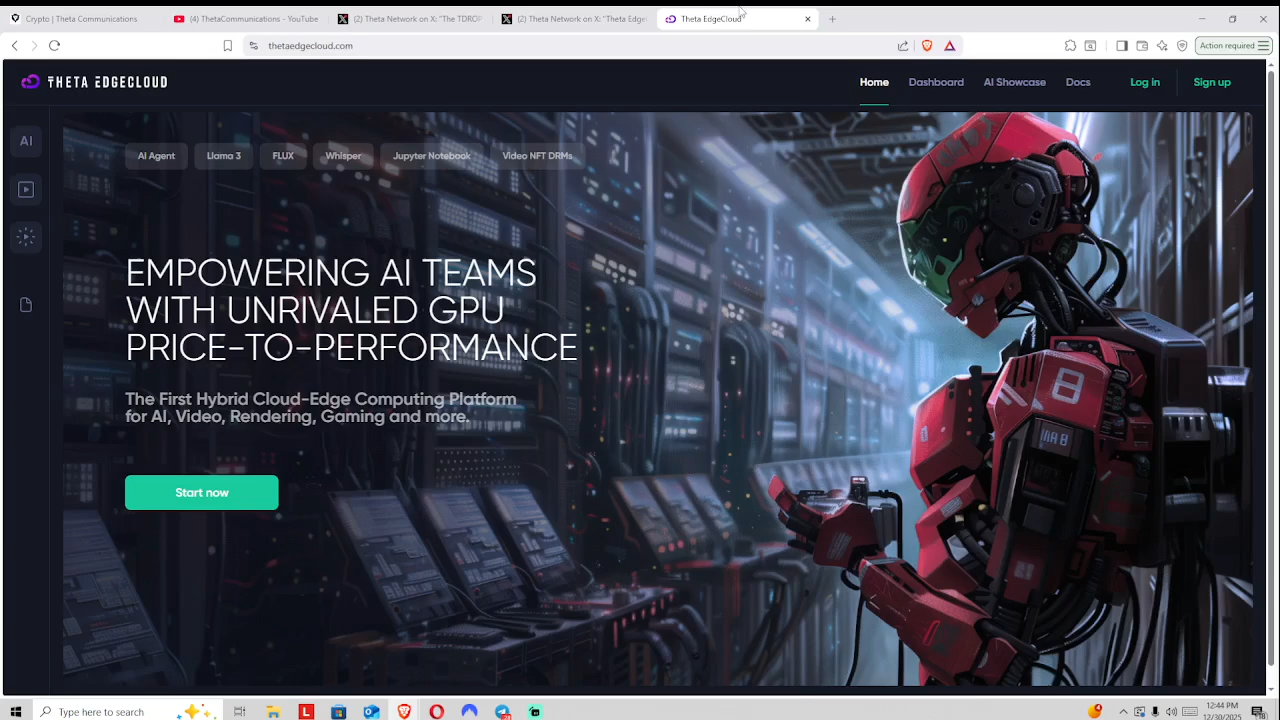 Crypto | Theta Communications
(4) ThetaCommunications - YouTube
(2) Theta Network on X: "The TDROP
(2) Theta Network on X: "Theta Edge
Theta EdgeCloud
thetaedgecloud.com
Action required
THETA EDGECLOUD
Home
Dashboard
AI Showcase
Docs
Log in
Sign up
AI
AI Agent
Llama 3
FLUX
Whisper
Jupyter Notebook
Video NFT DRMs
EMPOWERING AI TEAMS
WITH UNRIVALED GPU
PRICE-TO-PERFORMANCE
The First Hybrid Cloud-Edge Computing Platform
for AI, Video, Rendering, Gaming and more.
Start now
8
Type here to search
L
12:44 PM
12/30/2025